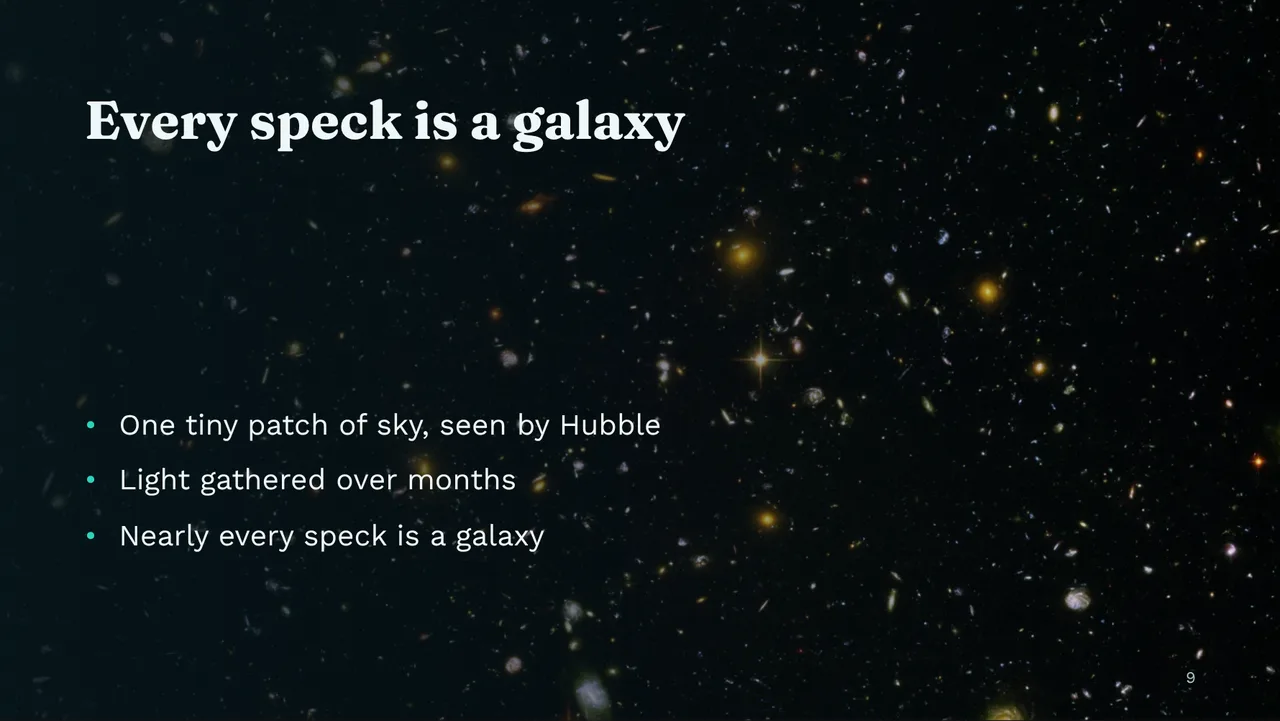 Every speck is a galaxy
• One tiny patch of sky, seen by Hubble
• Light gathered over months
• Nearly every speck is a galaxy
9